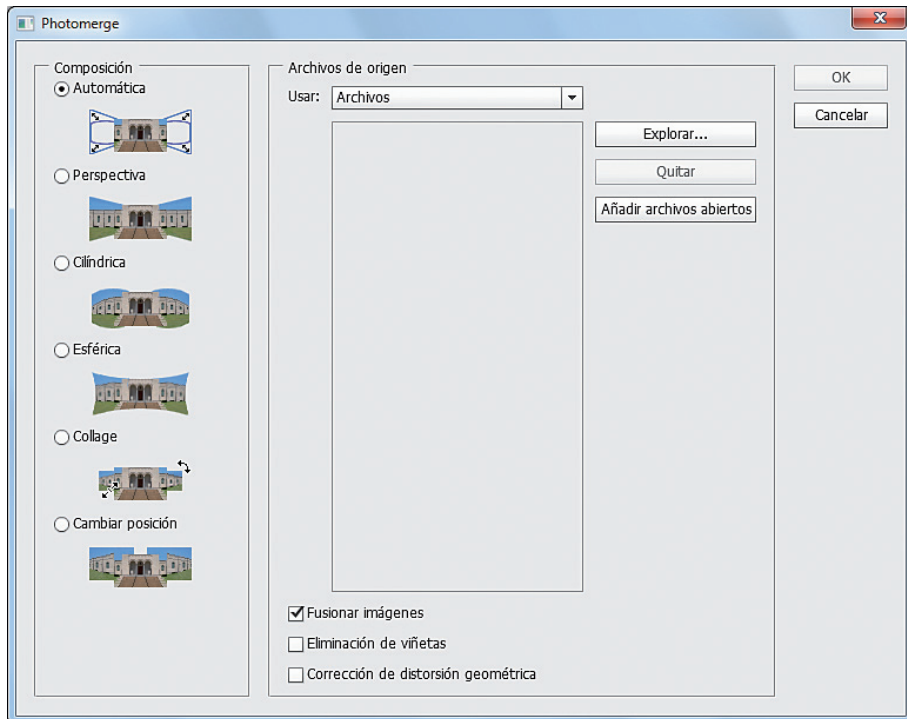 Photomerge
Composición
Automática
Perspectiva
Cilíndrica
Esférica
Collage
Cambiar posición
Archivos de origen
Usar: Archivos
Explorar...
Quitar
Añadir archivos abiertos
Fusionar imágenes
Eliminación de viñetas
Corrección de distorsión geométrica
OK
Cancelar